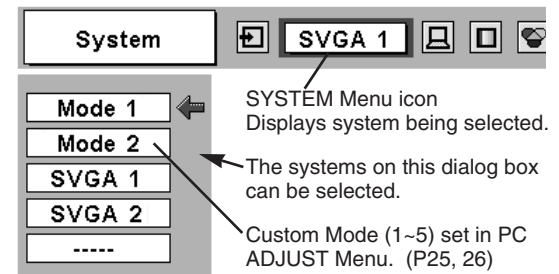 System
SVGA 1
Mode 1
Mode 2
SVGA 1
SVGA 2
-----
SYSTEM Menu icon
Displays system being selected.
The systems on this dialog box
can be selected.
Custom Mode (1~5) set in PC
ADJUST Menu. (P25, 26)